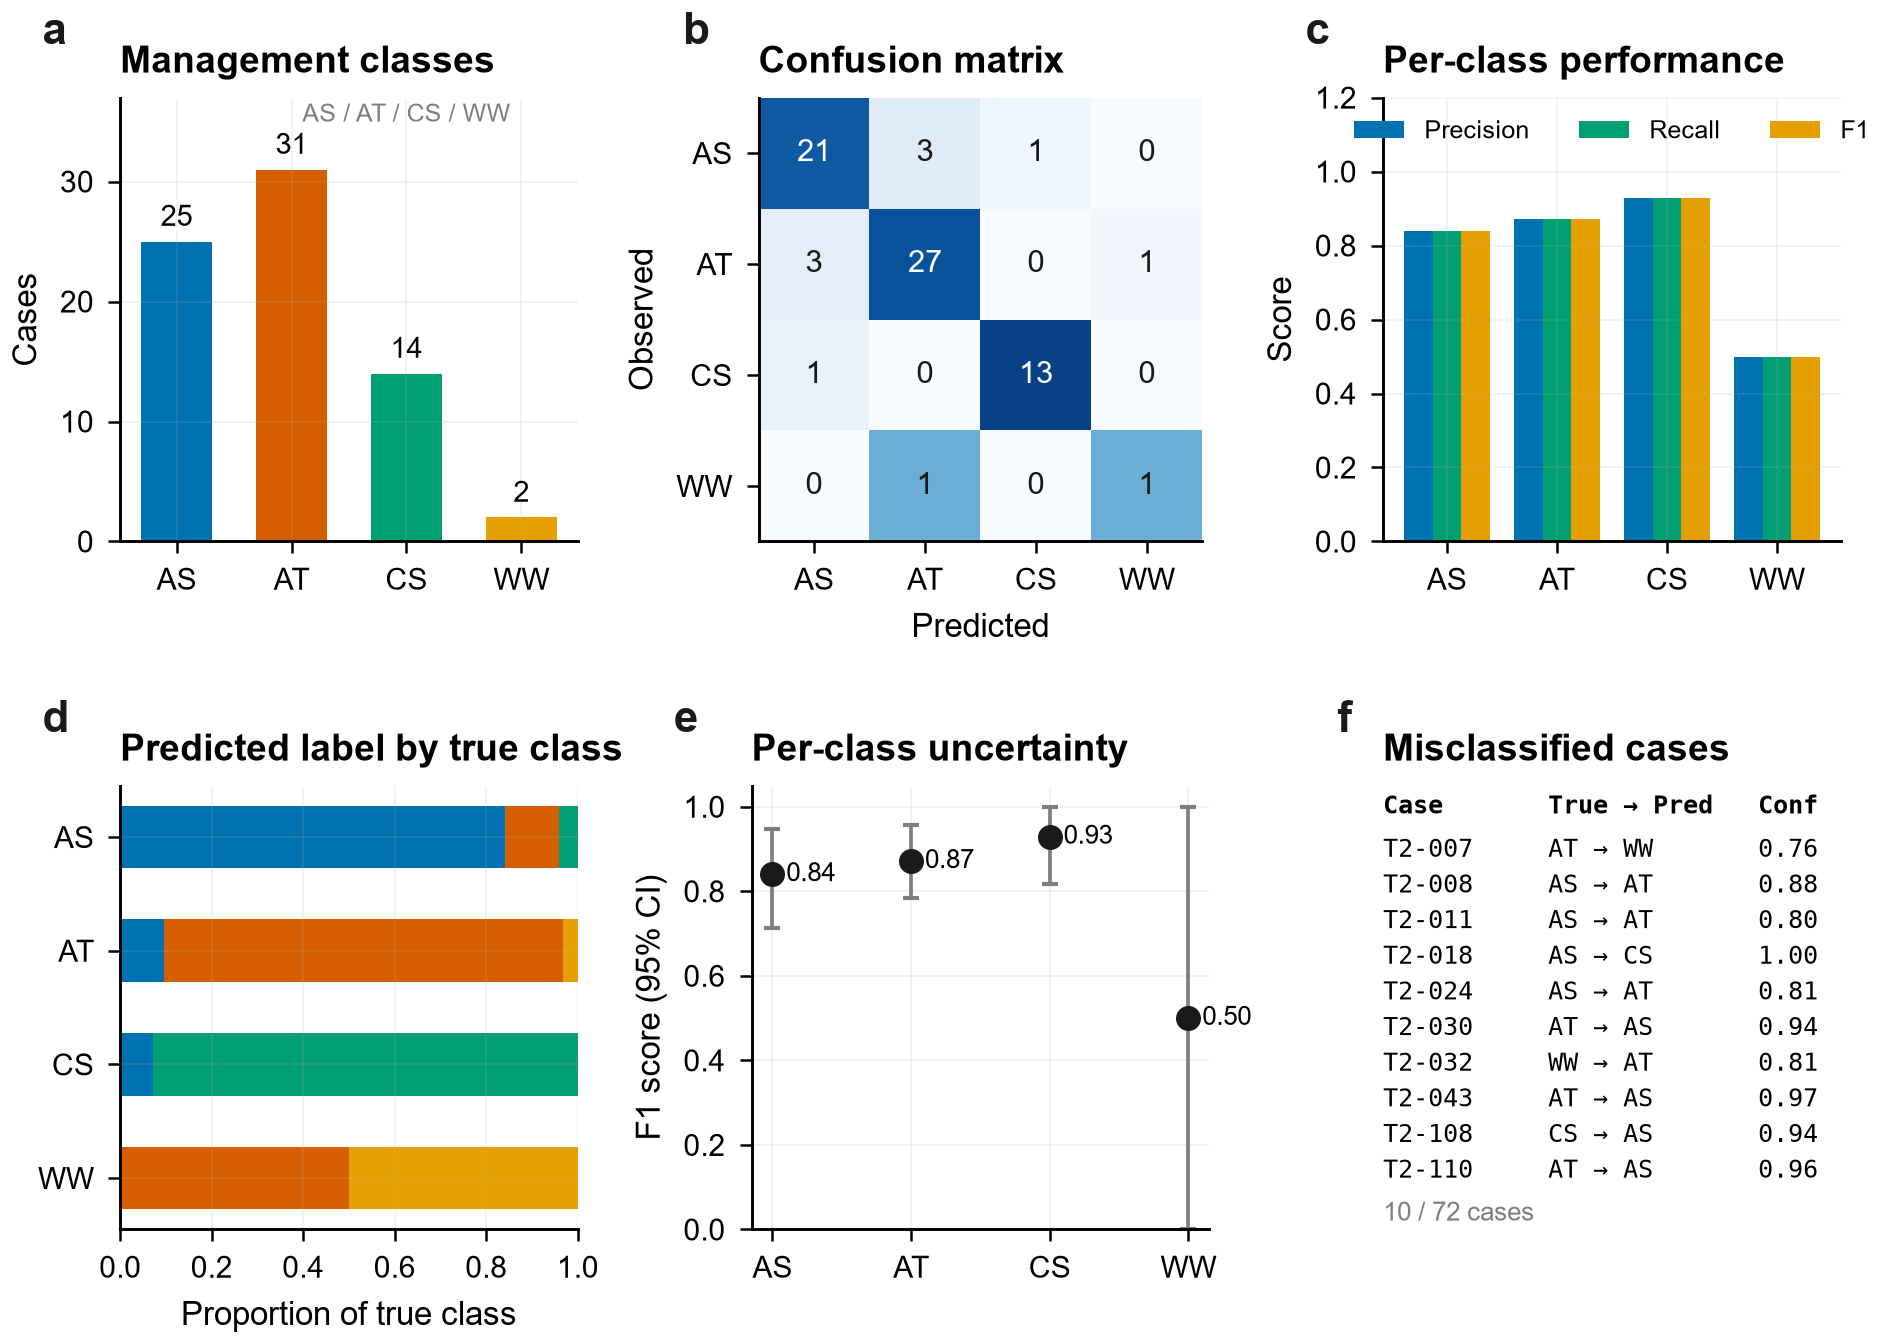 a
Management classes
AS / AT / CS / WW
Cases
30
20
10
0
25
31
14
2
AS AT CS WW
b
Confusion matrix
Observed
AS 21 3 1 0
AT 3 27 0 1
CS 1 0 13 0
WW 0 1 0 1
AS AT CS WW
Predicted
c
Per-class performance
Precision Recall F1
Score
1.2
1.0
0.8
0.6
0.4
0.2
0.0
AS AT CS WW
d
Predicted label by true class
AS
AT
CS
WW
0.0 0.2 0.4 0.6 0.8 1.0
Proportion of true class
e
Per-class uncertainty
F1 score (95% CI)
1.0
0.8
0.6
0.4
0.2
0.0
0.84
0.87
0.93
0.50
AS AT CS WW
f
Misclassified cases
Case True → Pred Conf
T2-007 AT → WW 0.76
T2-008 AS → AT 0.88
T2-011 AS → AT 0.80
T2-018 AS → CS 1.00
T2-024 AS → AT 0.81
T2-030 AT → AS 0.94
T2-032 WW → AT 0.81
T2-043 AT → AS 0.97
T2-108 CS → AS 0.94
T2-110 AT → AS 0.96
10 / 72 cases